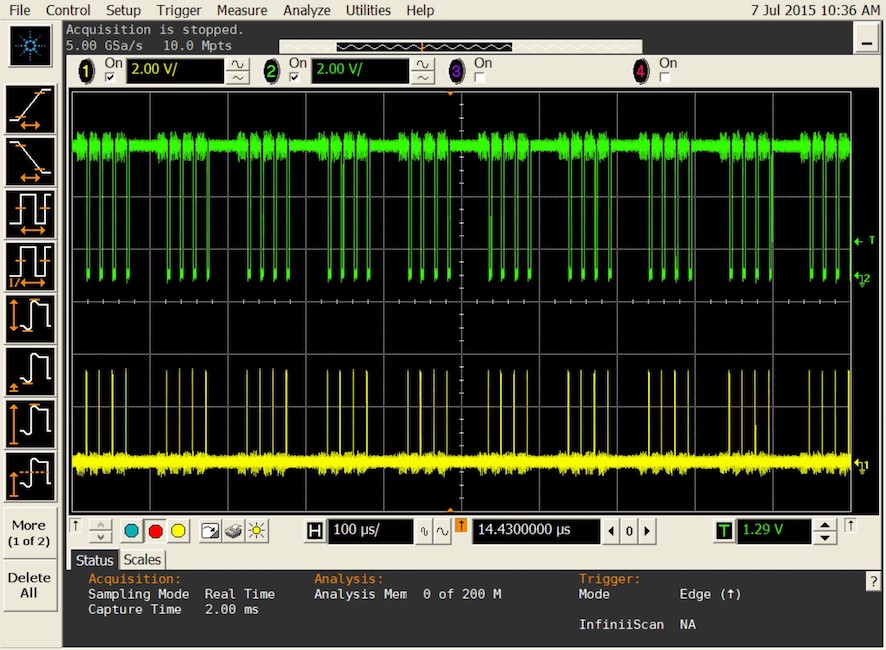 File Control Setup Trigger Measure Analyze Utilities Help 7 Jul 2015 10:36 AM
Acquisition is stopped.
5.00 GSa/s 10.0 Mpts
1 On 2.00 V/ 2 On 2.00 V/ 3 On 4 On
T
2
1/
1
More
(1 of 2)
H 100 µs/ 14.4300000 µs 0 T 1.29 V
Delete
All
Status Scales
Acquisition: Analysis: Trigger:
Sampling Mode Real Time Analysis Mem 0 of 200 M Mode Edge (↑)
Capture Time 2.00 ms
InfiniiScan NA
?